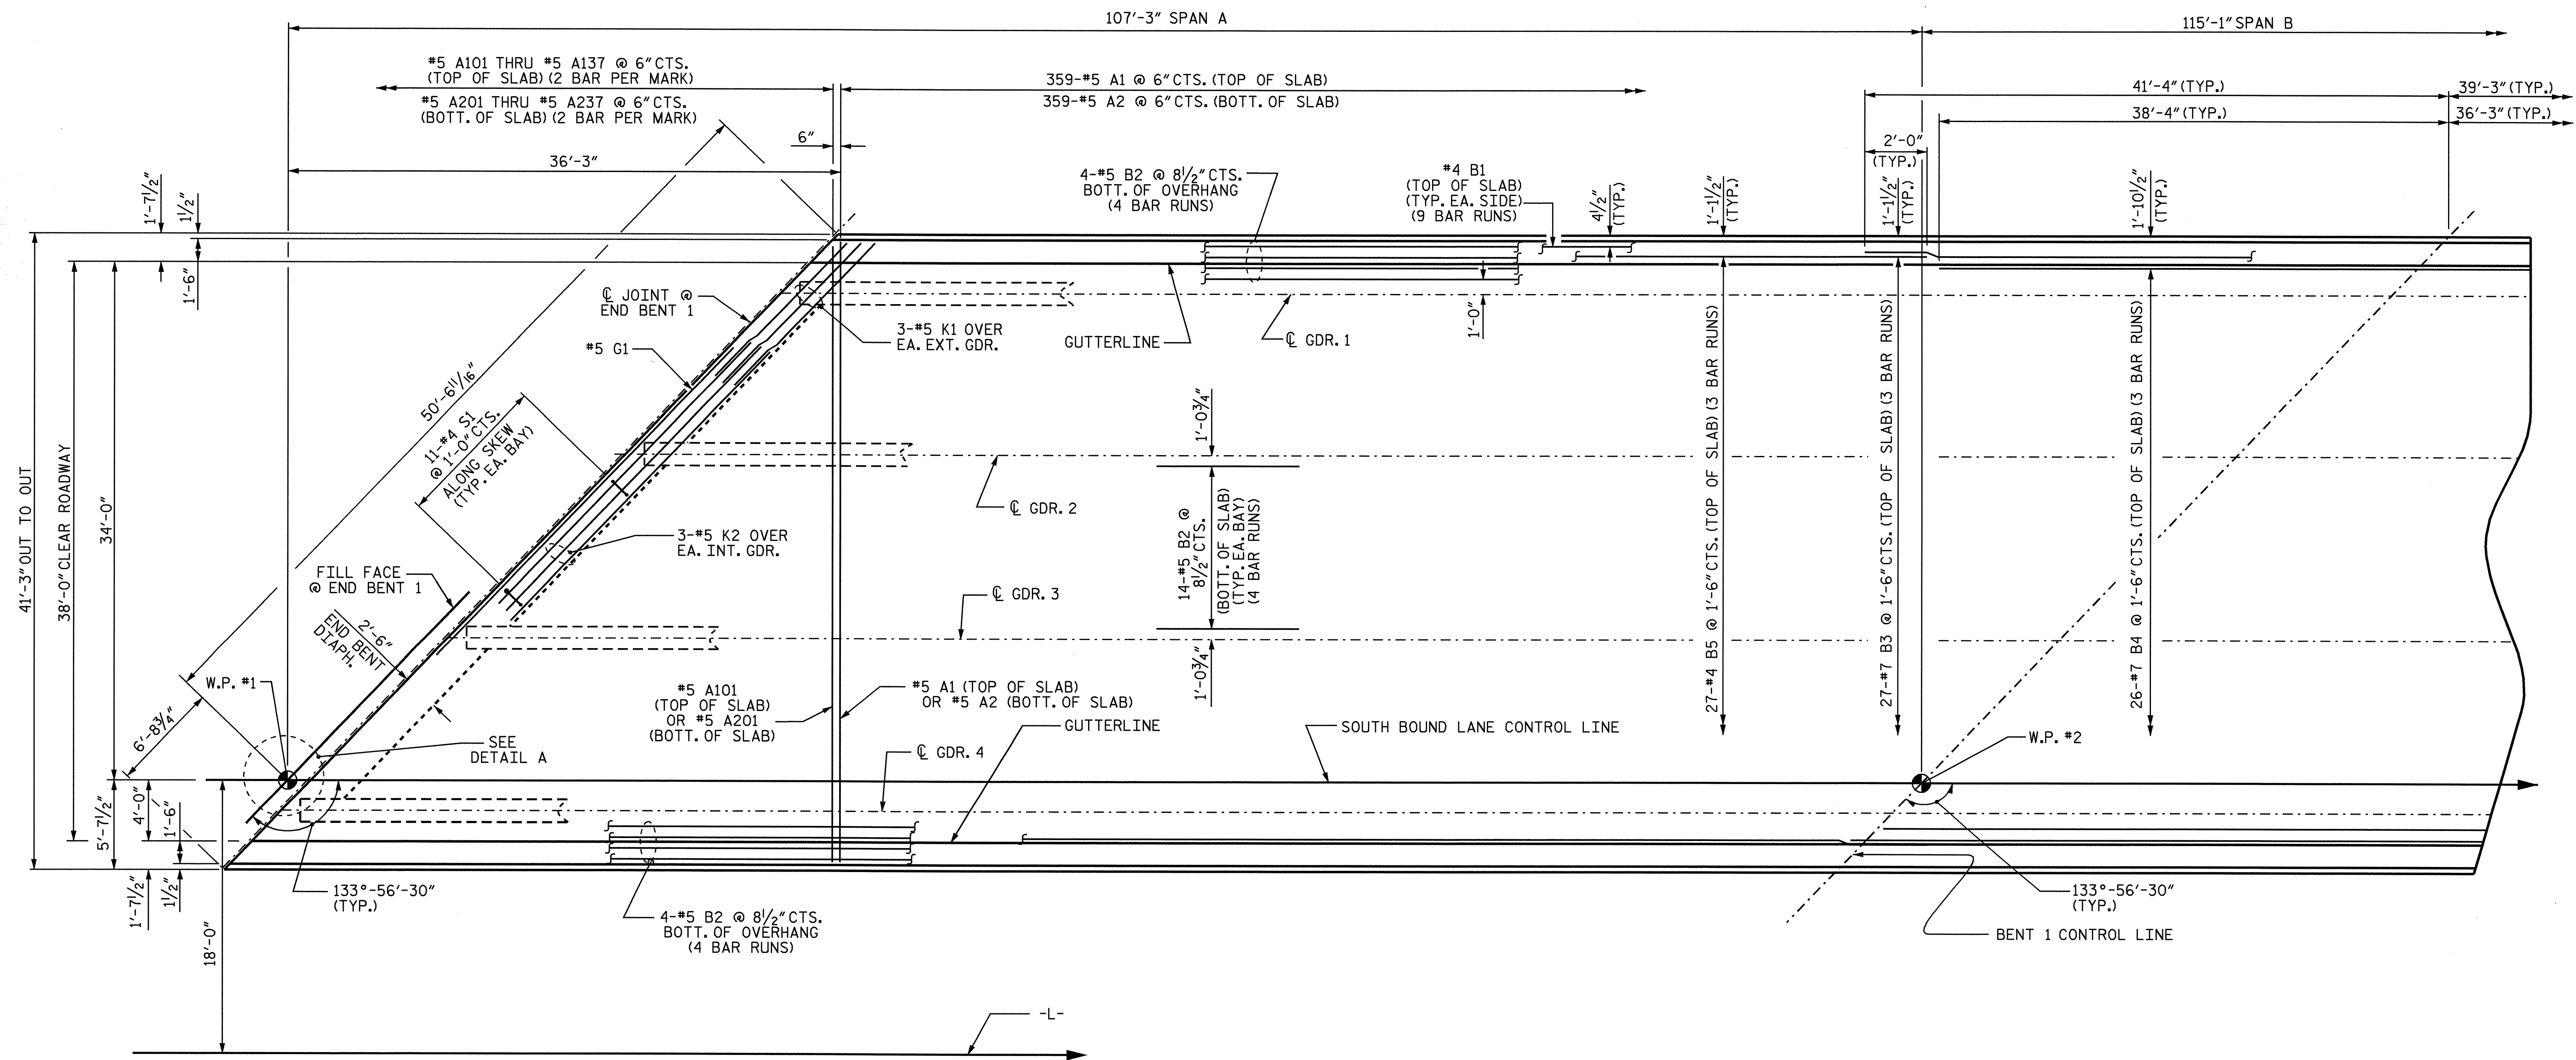 107'-3" SPAN A
115'-1" SPAN B
#5 A101 THRU #5 A137 @ 6" CTS.
(TOP OF SLAB) (2 BAR PER MARK)
#5 A201 THRU #5 A237 @ 6" CTS.
(BOTT. OF SLAB) (2 BAR PER MARK)
359-#5 A1 @ 6" CTS. (TOP OF SLAB)
359-#5 A2 @ 6" CTS. (BOTT. OF SLAB)
41'-4" (TYP.)
39'-3" (TYP.)
38'-4" (TYP.)
36'-3" (TYP.)
6"
36'-3"
2'-0"
(TYP.)
1'-7½"
1½"
1'-6"
4-#5 B2 @ 8½" CTS.
BOTT. OF OVERHANG
(4 BAR RUNS)
#4 B1
(TOP OF SLAB)
(TYP. EA. SIDE)
(9 BAR RUNS)
4½"
(TYP.)
1'-1½"
(TYP.)
1'-1½"
(TYP.)
1'-10½"
(TYP.)
℄ JOINT @
END BENT 1
#5 G1
3-#5 K1 OVER
EA. EXT. GDR.
GUTTERLINE
℄ GDR. 1
1'-0"
50'-6¹¹⁄₁₆"
11-#4 S1
@ 1'-0" CTS.
ALONG SKEW
(TYP. EA. BAY)
41'-3" OUT TO OUT
38'-0" CLEAR ROADWAY
34'-0"
1'-0¾"
℄ GDR. 2
14-#5 B2 @
8½" CTS.
(BOTT. OF SLAB)
(TYP. EA. BAY)
(4 BAR RUNS)
1'-0¾"
27-#4 B5 @ 1'-6" CTS. (TOP OF SLAB) (3 BAR RUNS)
27-#7 B3 @ 1'-6" CTS. (TOP OF SLAB) (3 BAR RUNS)
26-#7 B4 @ 1'-6" CTS. (TOP OF SLAB) (3 BAR RUNS)
3-#5 K2 OVER
EA. INT. GDR.
FILL FACE
@ END BENT 1
℄ GDR. 3
2'-6"
END BENT
DIAPH.
W.P. #1
6'-8¾"
#5 A101
(TOP OF SLAB)
OR #5 A201
(BOTT. OF SLAB)
#5 A1 (TOP OF SLAB)
OR #5 A2 (BOTT. OF SLAB)
GUTTERLINE
SOUTH BOUND LANE CONTROL LINE
W.P. #2
SEE
DETAIL A
℄ GDR. 4
5'-7½"
4'-0"
1'-6"
1'-7½"
1½"
133°-56'-30"
(TYP.)
4-#5 B2 @ 8½" CTS.
BOTT. OF OVERHANG
(4 BAR RUNS)
133°-56'-30"
(TYP.)
BENT 1 CONTROL LINE
18'-0"
-L-